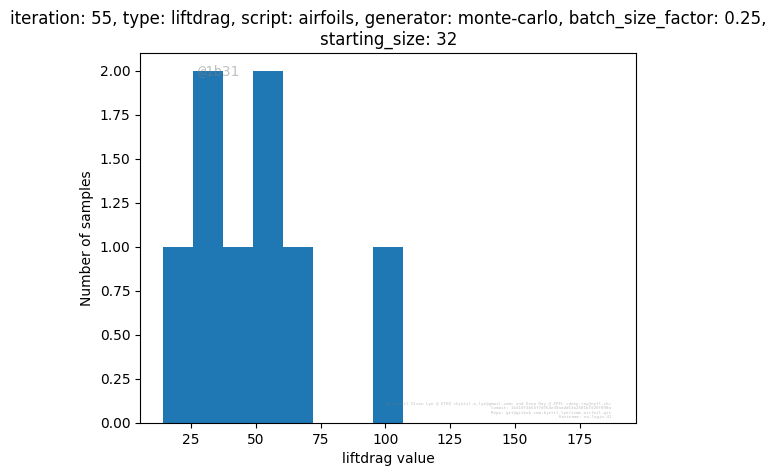 iteration: 55, type: liftdrag, script: airfoils, generator: monte-carlo, batch_size_factor: 0.25,
starting_size: 32
@1b31
2.00
1.75
1.50
1.25
1.00
0.75
0.50
0.25
0.00
Number of samples
25 50 75 100 125 150 175
liftdrag value